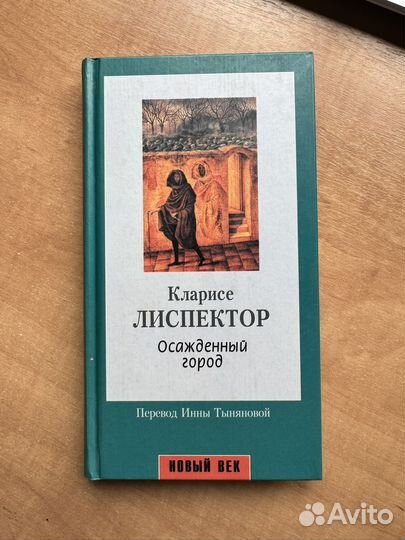 Кларисе
ЛИСПЕКТОР
Осажденный
город
Перевод Инны Тыняновой
НОВЫЙ ВЕК
Avito